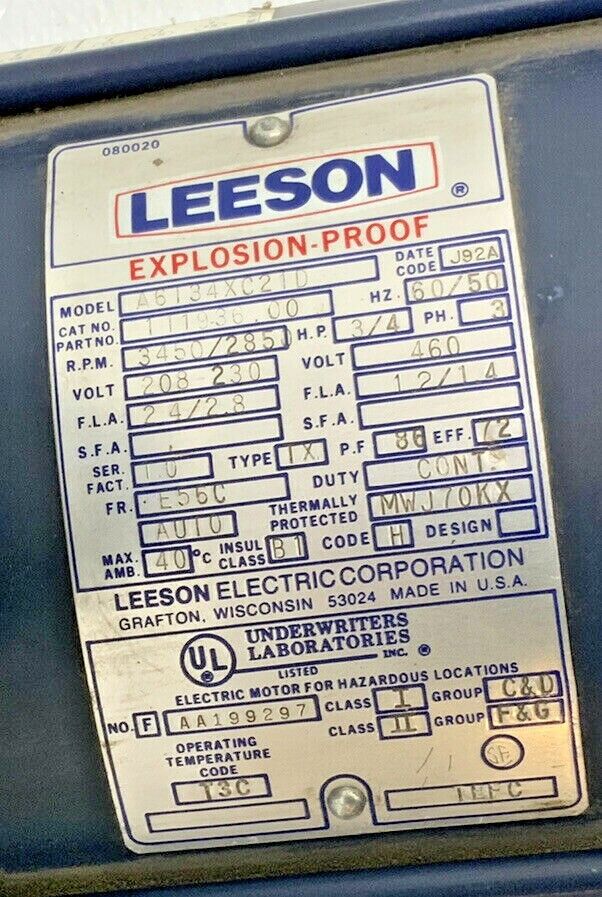 080020
LEESON ®
EXPLOSION-PROOF
MODEL A6T34XC21D DATE CODE J92A
CAT NO. PART NO. 111936.00 HZ. 60/50
R.P.M. 3450/2850 H.P. 3/4 PH. 3
VOLT 208-230 VOLT 460
F.L.A. 2.4/2.8 F.L.A. 1.2/1.4
S.F.A. S.F.A.
SER. FACT. 1.0 TYPE TX P.F 86 EFF. 72
FR. E56C DUTY CONT.
AUTO THERMALLY PROTECTED MWJ70KX
MAX. AMB. 40 °C INSUL CLASS B1 CODE H DESIGN
LEESON ELECTRIC CORPORATION
GRAFTON, WISCONSIN 53024 MADE IN U.S.A.
UL ® UNDERWRITERS LABORATORIES INC. ®
LISTED
ELECTRIC MOTOR FOR HAZARDOUS LOCATIONS
NO. F AA199297 CLASS I GROUP C&D
CLASS II GROUP F&G
OPERATING
TEMPERATURE
CODE
T3C
TEFC